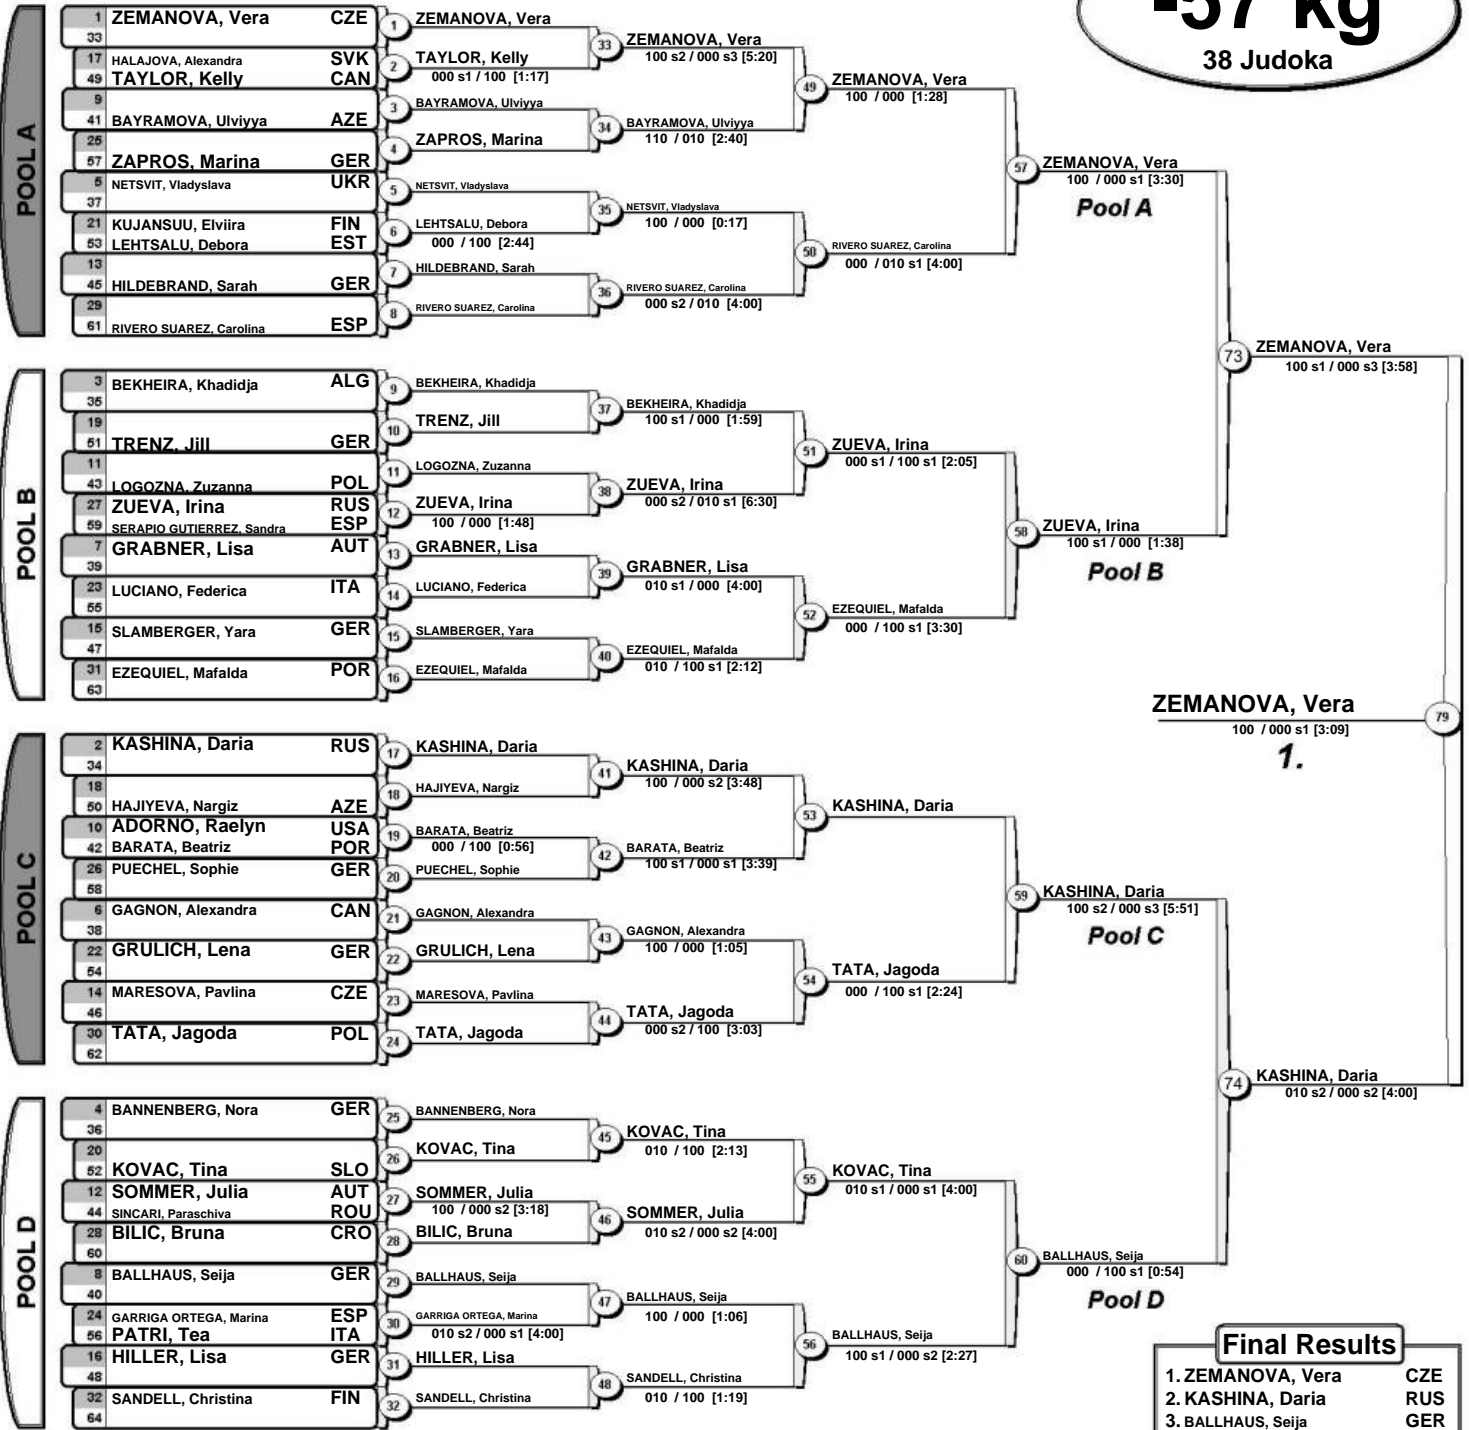 -57 kg
38 Judoka
POOL A
1 ZEMANOVA, Vera CZE
33
17 HALAJOVA, Alexandra SVK
49 TAYLOR, Kelly CAN
9
41 BAYRAMOVA, Ulviyya AZE
25
57 ZAPROS, Marina GER
5 NETSVIT, Vladyslava UKR
37
21 KUJANSUU, Elviira FIN
53 LEHTSALU, Debora EST
13
45 HILDEBRAND, Sarah GER
29
61 RIVERO SUAREZ, Carolina ESP
1 ZEMANOVA, Vera
2 TAYLOR, Kelly
000 s1 / 100 [1:17]
3 BAYRAMOVA, Ulviyya
4 ZAPROS, Marina
5 NETSVIT, Vladyslava
6 LEHTSALU, Debora
000 / 100 [2:44]
7 HILDEBRAND, Sarah
8 RIVERO SUAREZ, Carolina
33 ZEMANOVA, Vera
100 s2 / 000 s3 [5:20]
34 BAYRAMOVA, Ulviyya
110 / 010 [2:40]
35 NETSVIT, Vladyslava
100 / 000 [0:17]
36 RIVERO SUAREZ, Carolina
000 s2 / 010 [4:00]
49 ZEMANOVA, Vera
100 / 000 [1:28]
50 RIVERO SUAREZ, Carolina
000 / 010 s1 [4:00]
57 ZEMANOVA, Vera
100 / 000 s1 [3:30]
Pool A
POOL B
3 BEKHEIRA, Khadidja ALG
35
19
51 TRENZ, Jill GER
11
43 LOGOZNA, Zuzanna POL
27 ZUEVA, Irina RUS
59 SERAPIO GUTIERREZ, Sandra ESP
7 GRABNER, Lisa AUT
39
23 LUCIANO, Federica ITA
55
15 SLAMBERGER, Yara GER
47
31 EZEQUIEL, Mafalda POR
63
9 BEKHEIRA, Khadidja
10 TRENZ, Jill
11 LOGOZNA, Zuzanna
12 ZUEVA, Irina
100 / 000 [1:48]
13 GRABNER, Lisa
14 LUCIANO, Federica
15 SLAMBERGER, Yara
16 EZEQUIEL, Mafalda
37 BEKHEIRA, Khadidja
100 s1 / 000 [1:59]
38 ZUEVA, Irina
000 s2 / 010 s1 [6:30]
39 GRABNER, Lisa
010 s1 / 000 [4:00]
40 EZEQUIEL, Mafalda
010 / 100 s1 [2:12]
51 ZUEVA, Irina
000 s1 / 100 s1 [2:05]
52 EZEQUIEL, Mafalda
000 / 100 s1 [3:30]
58 ZUEVA, Irina
100 s1 / 000 [1:38]
Pool B
73 ZEMANOVA, Vera
100 s1 / 000 s3 [3:58]
ZEMANOVA, Vera 79
100 / 000 s1 [3:09]
1.
POOL C
2 KASHINA, Daria RUS
34
18
50 HAJIYEVA, Nargiz AZE
10 ADORNO, Raelyn USA
42 BARATA, Beatriz POR
26 PUECHEL, Sophie GER
58
6 GAGNON, Alexandra CAN
38
22 GRULICH, Lena GER
54
14 MARESOVA, Pavlina CZE
46
30 TATA, Jagoda POL
62
17 KASHINA, Daria
18 HAJIYEVA, Nargiz
19 BARATA, Beatriz
000 / 100 [0:56]
20 PUECHEL, Sophie
21 GAGNON, Alexandra
22 GRULICH, Lena
23 MARESOVA, Pavlina
24 TATA, Jagoda
41 KASHINA, Daria
100 / 000 s2 [3:48]
42 BARATA, Beatriz
100 s1 / 000 s1 [3:39]
43 GAGNON, Alexandra
100 / 000 [1:05]
44 TATA, Jagoda
000 s2 / 100 [3:03]
53 KASHINA, Daria
54 TATA, Jagoda
000 / 100 s1 [2:24]
59 KASHINA, Daria
100 s2 / 000 s3 [5:51]
Pool C
POOL D
4 BANNENBERG, Nora GER
36
20
52 KOVAC, Tina SLO
12 SOMMER, Julia AUT
44 SINCARI, Paraschiva ROU
28 BILIC, Bruna CRO
60
8 BALLHAUS, Seija GER
40
24 GARRIGA ORTEGA, Marina ESP
56 PATRI, Tea ITA
16 HILLER, Lisa GER
48
32 SANDELL, Christina FIN
64
25 BANNENBERG, Nora
26 KOVAC, Tina
27 SOMMER, Julia
100 / 000 s2 [3:18]
28 BILIC, Bruna
29 BALLHAUS, Seija
30 GARRIGA ORTEGA, Marina
010 s2 / 000 s1 [4:00]
31 HILLER, Lisa
32 SANDELL, Christina
45 KOVAC, Tina
010 / 100 [2:13]
46 SOMMER, Julia
010 s2 / 000 s2 [4:00]
47 BALLHAUS, Seija
100 / 000 [1:06]
48 SANDELL, Christina
010 / 100 [1:19]
55 KOVAC, Tina
010 s1 / 000 s1 [4:00]
56 BALLHAUS, Seija
100 s1 / 000 s2 [2:27]
60 BALLHAUS, Seija
000 / 100 s1 [0:54]
Pool D
74 KASHINA, Daria
010 s2 / 000 s2 [4:00]
Final Results
1. ZEMANOVA, Vera CZE
2. KASHINA, Daria RUS
3. BALLHAUS, Seija GER